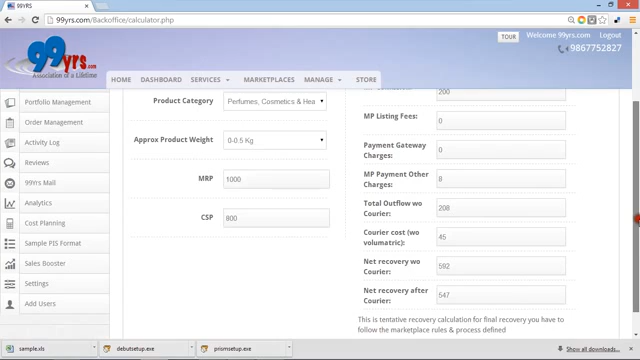 99YRS
99yrs.com/Backoffice/calculator.php
99yrs.com
Association of a Lifetime
TOUR
Welcome 99yrs.com
Logout
9867752827
HOME
DASHBOARD
SERVICES
MARKETPLACES
MANAGE
STORE
Portfolio Management
Order Management
Activity Log
Reviews
99Yrs Mall
Analytics
Cost Planning
Sample PIS Format
Sales Booster
Settings
Add Users
Product Category
Perfumes, Cosmetics & Hea
Approx Product Weight
0-0.5 Kg
MRP
1000
CSP
800
200
MP Listing Fees:
0
Payment Gateway
Charges:
0
MP Payment Other
Charges:
8
Total Outflow wo
Courier:
208
Courier cost (wo
volumatric):
45
Net recovery wo
Courier:
592
Net recovery after
Courier:
547
This is tentative recovery calculation for final recovery you have to
follow the marketplace rules & process defined
sample.xls
debutsetup.exe
prismsetup.exe
Show all downloads...